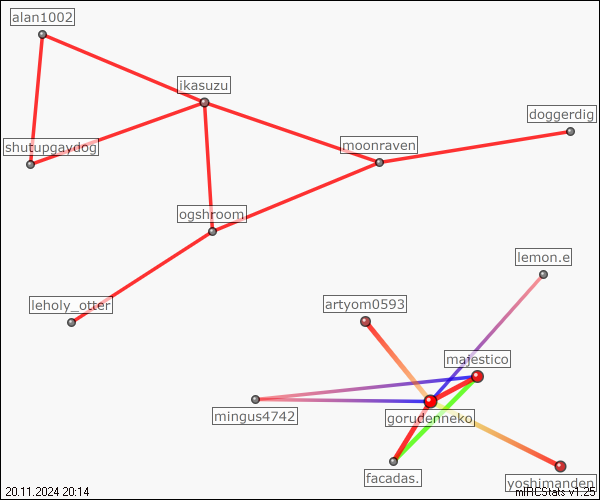 alan1002
ikasuzu
doggerdig
shutupgaydog
moonraven
ogshroom
lemon.e
leholy_otter
artyom0593
majestico
mingus4742
gorudenneko
facadas.
yoshimanden
20.11.2024 20:14
mIRCStats v1.25